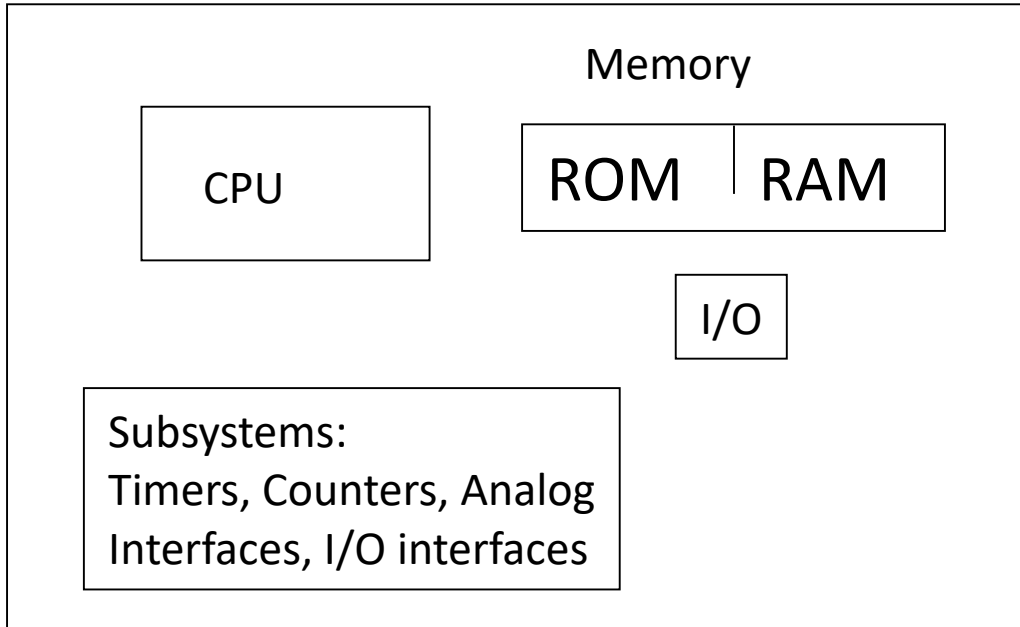 Memory
CPU
ROM RAM
I/O
Subsystems:
Timers, Counters, Analog
Interfaces, I/O interfaces